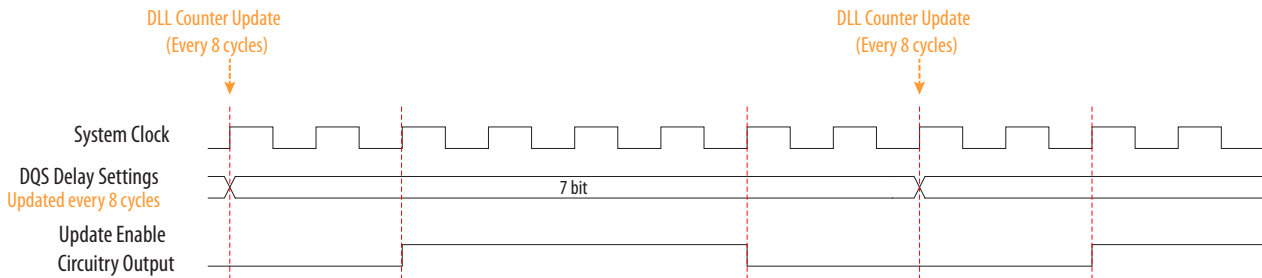 DLL Counter Update
(Every 8 cycles)
DLL Counter Update
(Every 8 cycles)
System Clock
DQS Delay Settings
Updated every 8 cycles
7 bit
Update Enable
Circuitry Output